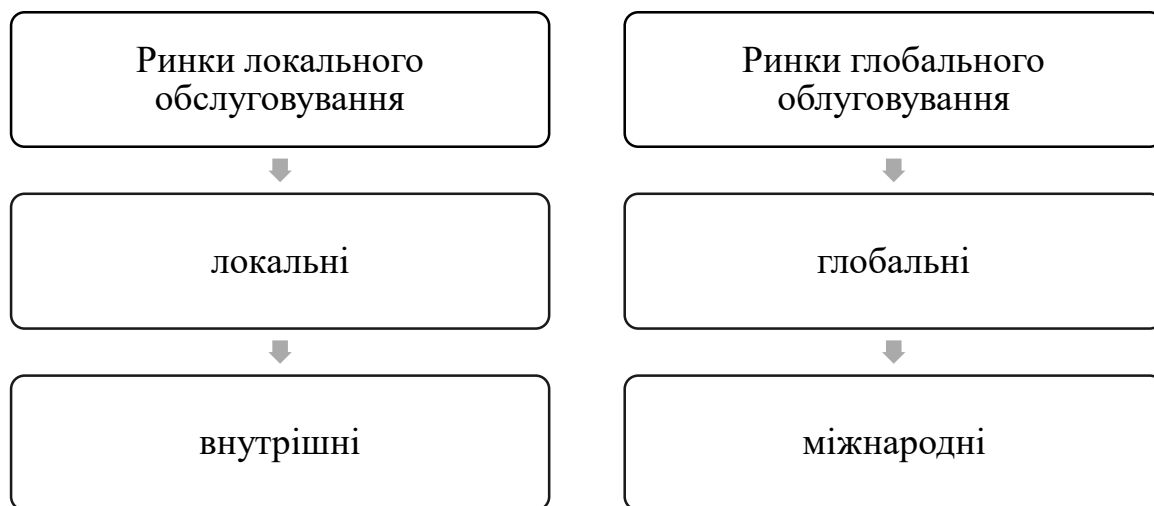 Ринки локального
обслуговування
локальні
внутрішні
Ринки глобального
облуговування
глобальні
міжнародні